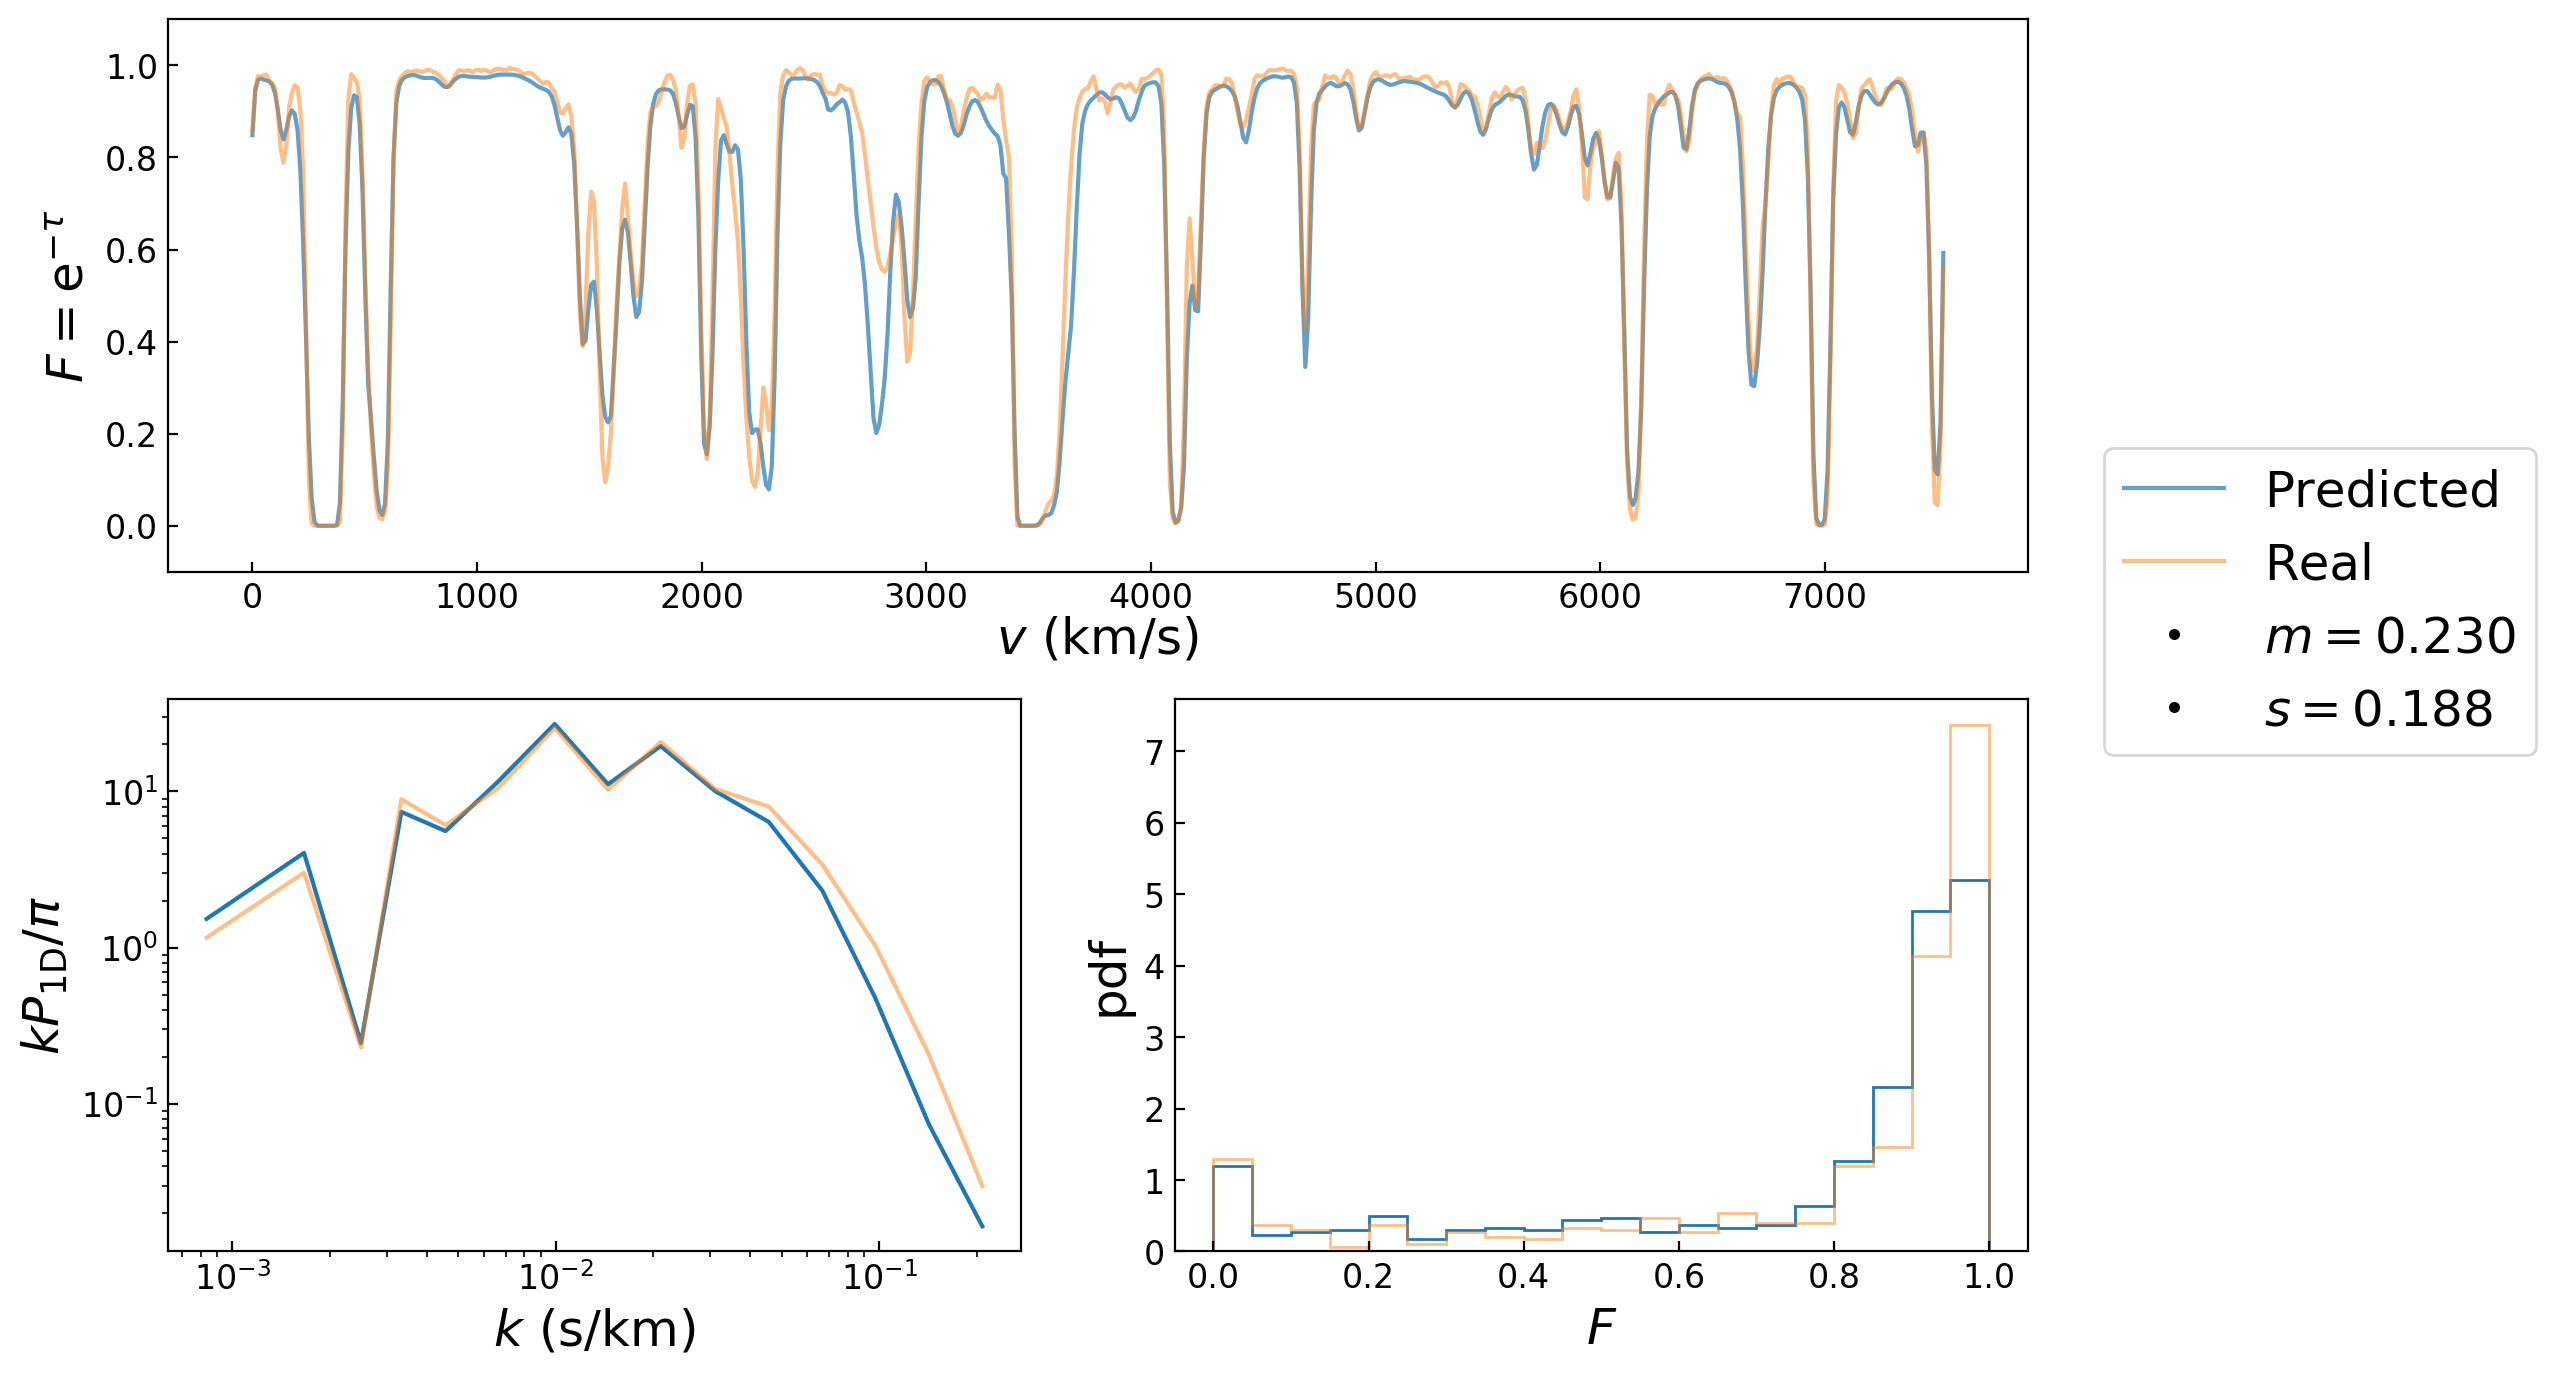 F = e^{-τ}
1.0
0.8
0.6
0.4
0.2
0.0
0 1000 2000 3000 4000 5000 6000 7000
v (km/s)
Predicted
Real
m = 0.230
s = 0.188
kP_{1D}/π
10^1
10^0
10^{-1}
10^{-3} 10^{-2} 10^{-1}
k (s/km)
pdf
7
6
5
4
3
2
1
0
0.0 0.2 0.4 0.6 0.8 1.0
F